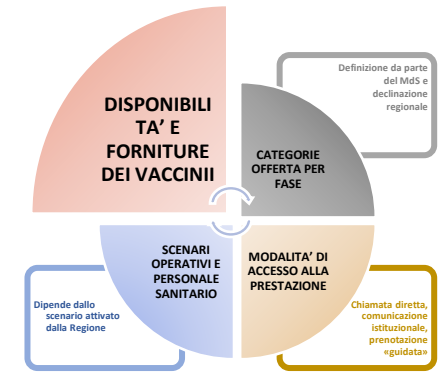 DISPONIBILI
TA’ E
FORNITURE
DEI VACCINII
Definizione da parte
del MdS e
declinazione
regionale
CATEGORIE
OFFERTA PER
FASE
SCENARI
OPERATIVI E
PERSONALE
SANITARIO
MODALITA’ DI
ACCESSO ALLA
PRESTAZIONE
Dipende dallo
scenario attivato
dalla Regione
Chiamata diretta,
comunicazione
istituzionale,
prenotazione
«guidata»